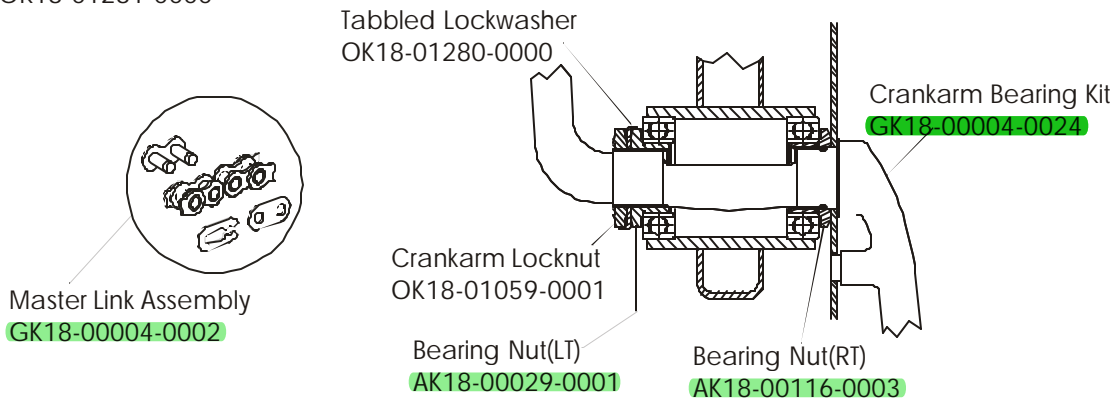 Tabbled Lockwasher
OK18-01280-0000
Crankarm Bearing Kit
GK18-00004-0024
Crankarm Locknut
OK18-01059-0001
Master Link Assembly
GK18-00004-0002
Bearing Nut(LT)
AK18-00029-0001
Bearing Nut(RT)
AK18-00116-0003